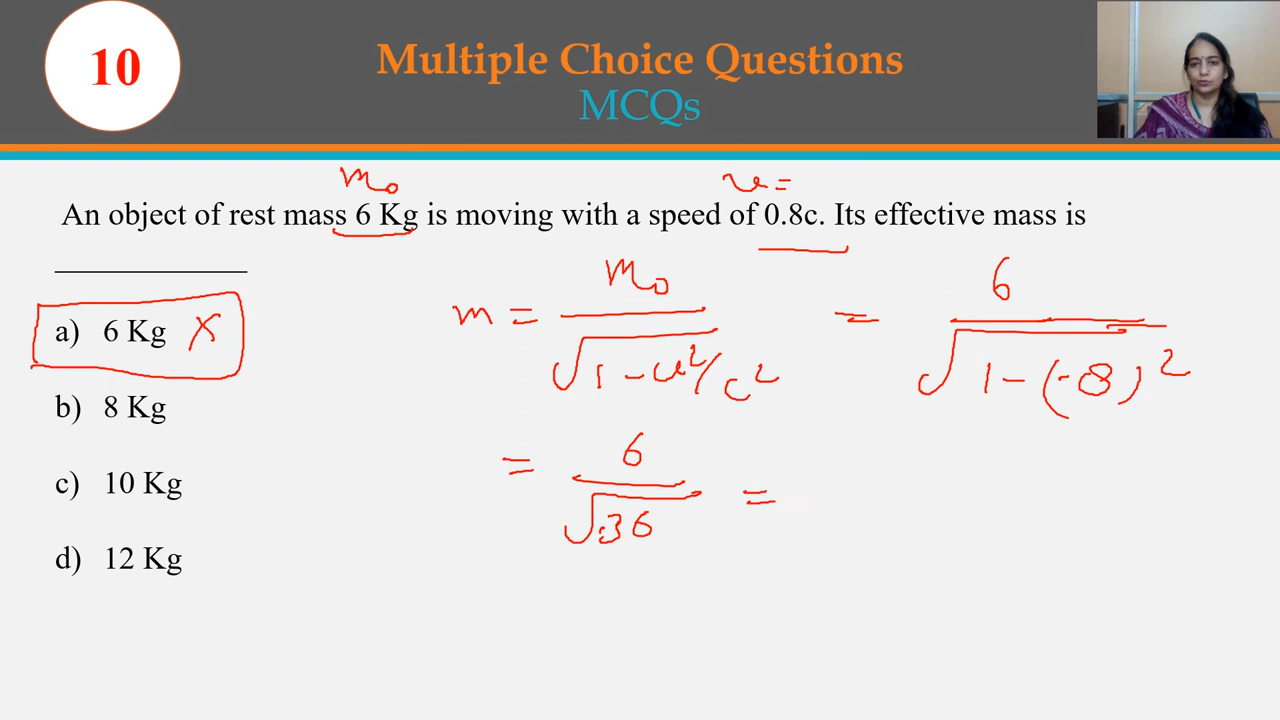 10
Multiple Choice Questions
MCQs
m₀
v =
An object of rest mass 6 Kg is moving with a speed of 0.8c. Its effective mass is
____________
a) 6 Kg ✗
b) 8 Kg
c) 10 Kg
d) 12 Kg
m = m₀ / √(1 - v²/c²) = 6 / √(1 - (.8)²)
= 6 / √.36 =